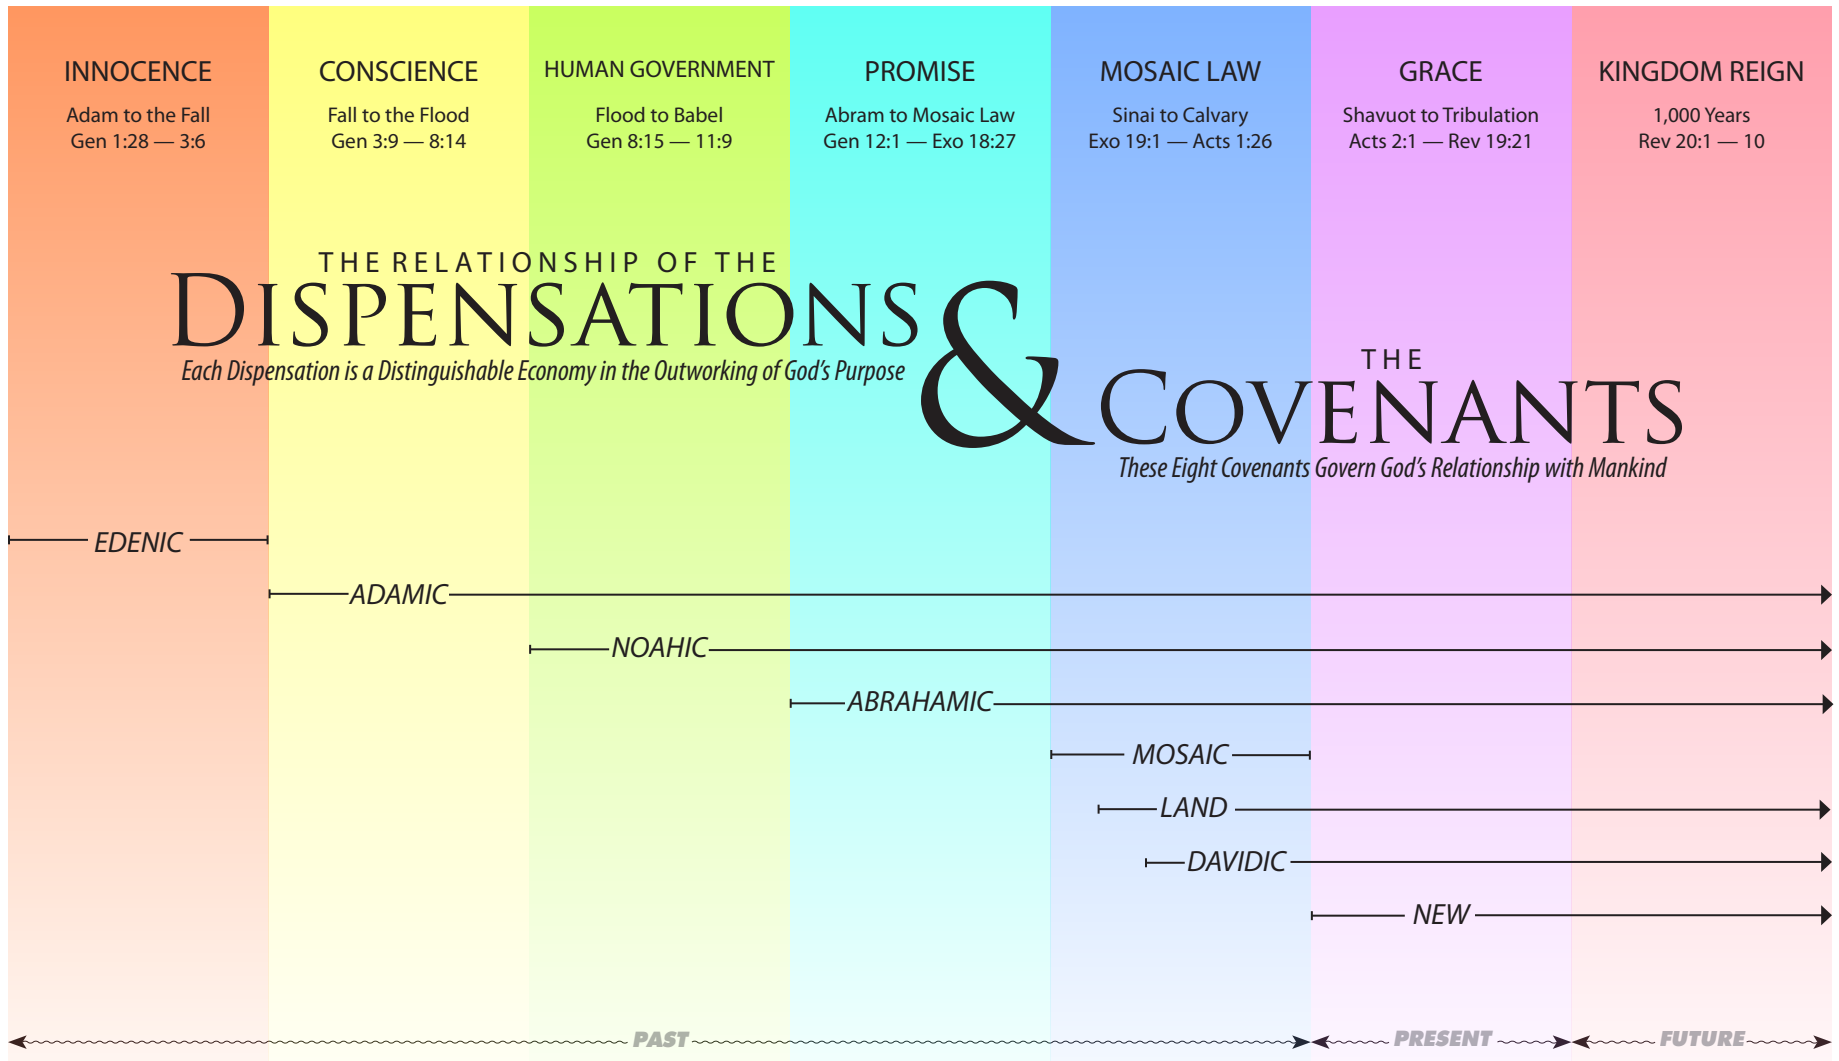 INNOCENCE
Adam to the Fall
Gen 1:28 — 3:6
CONSCIENCE
Fall to the Flood
Gen 3:9 — 8:14
HUMAN GOVERNMENT
Flood to Babel
Gen 8:15 — 11:9
PROMISE
Abram to Mosaic Law
Gen 12:1 — Exo 18:27
MOSAIC LAW
Sinai to Calvary
Exo 19:1 — Acts 1:26
GRACE
Shavuot to Tribulation
Acts 2:1 — Rev 19:21
KINGDOM REIGN
1,000 Years
Rev 20:1 — 10
THE RELATIONSHIP OF THE
DISPENSATIONS
Each Dispensation is a Distinguishable Economy in the Outworking of God's Purpose
&
THE
COVENANTS
These Eight Covenants Govern God's Relationship with Mankind
EDENIC
ADAMIC
NOAHIC
ABRAHAMIC
MOSAIC
LAND
DAVIDIC
NEW
PAST
PRESENT
FUTURE